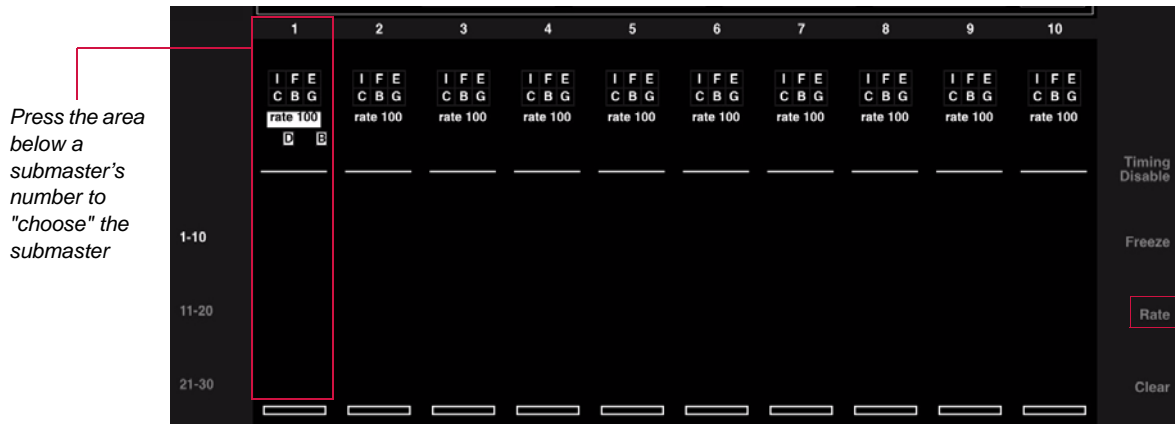 1 2 3 4 5 6 7 8 9 10
I F E I F E I F E I F E I F E I F E I F E I F E I F E I F E
C B G C B G C B G C B G C B G C B G C B G C B G C B G C B G
rate 100 rate 100 rate 100 rate 100 rate 100 rate 100 rate 100 rate 100 rate 100 rate 100
D B
Press the area
below a
submaster's
number to
"choose" the
submaster
1-10
11-20
21-30
Timing
Disable
Freeze
Rate
Clear